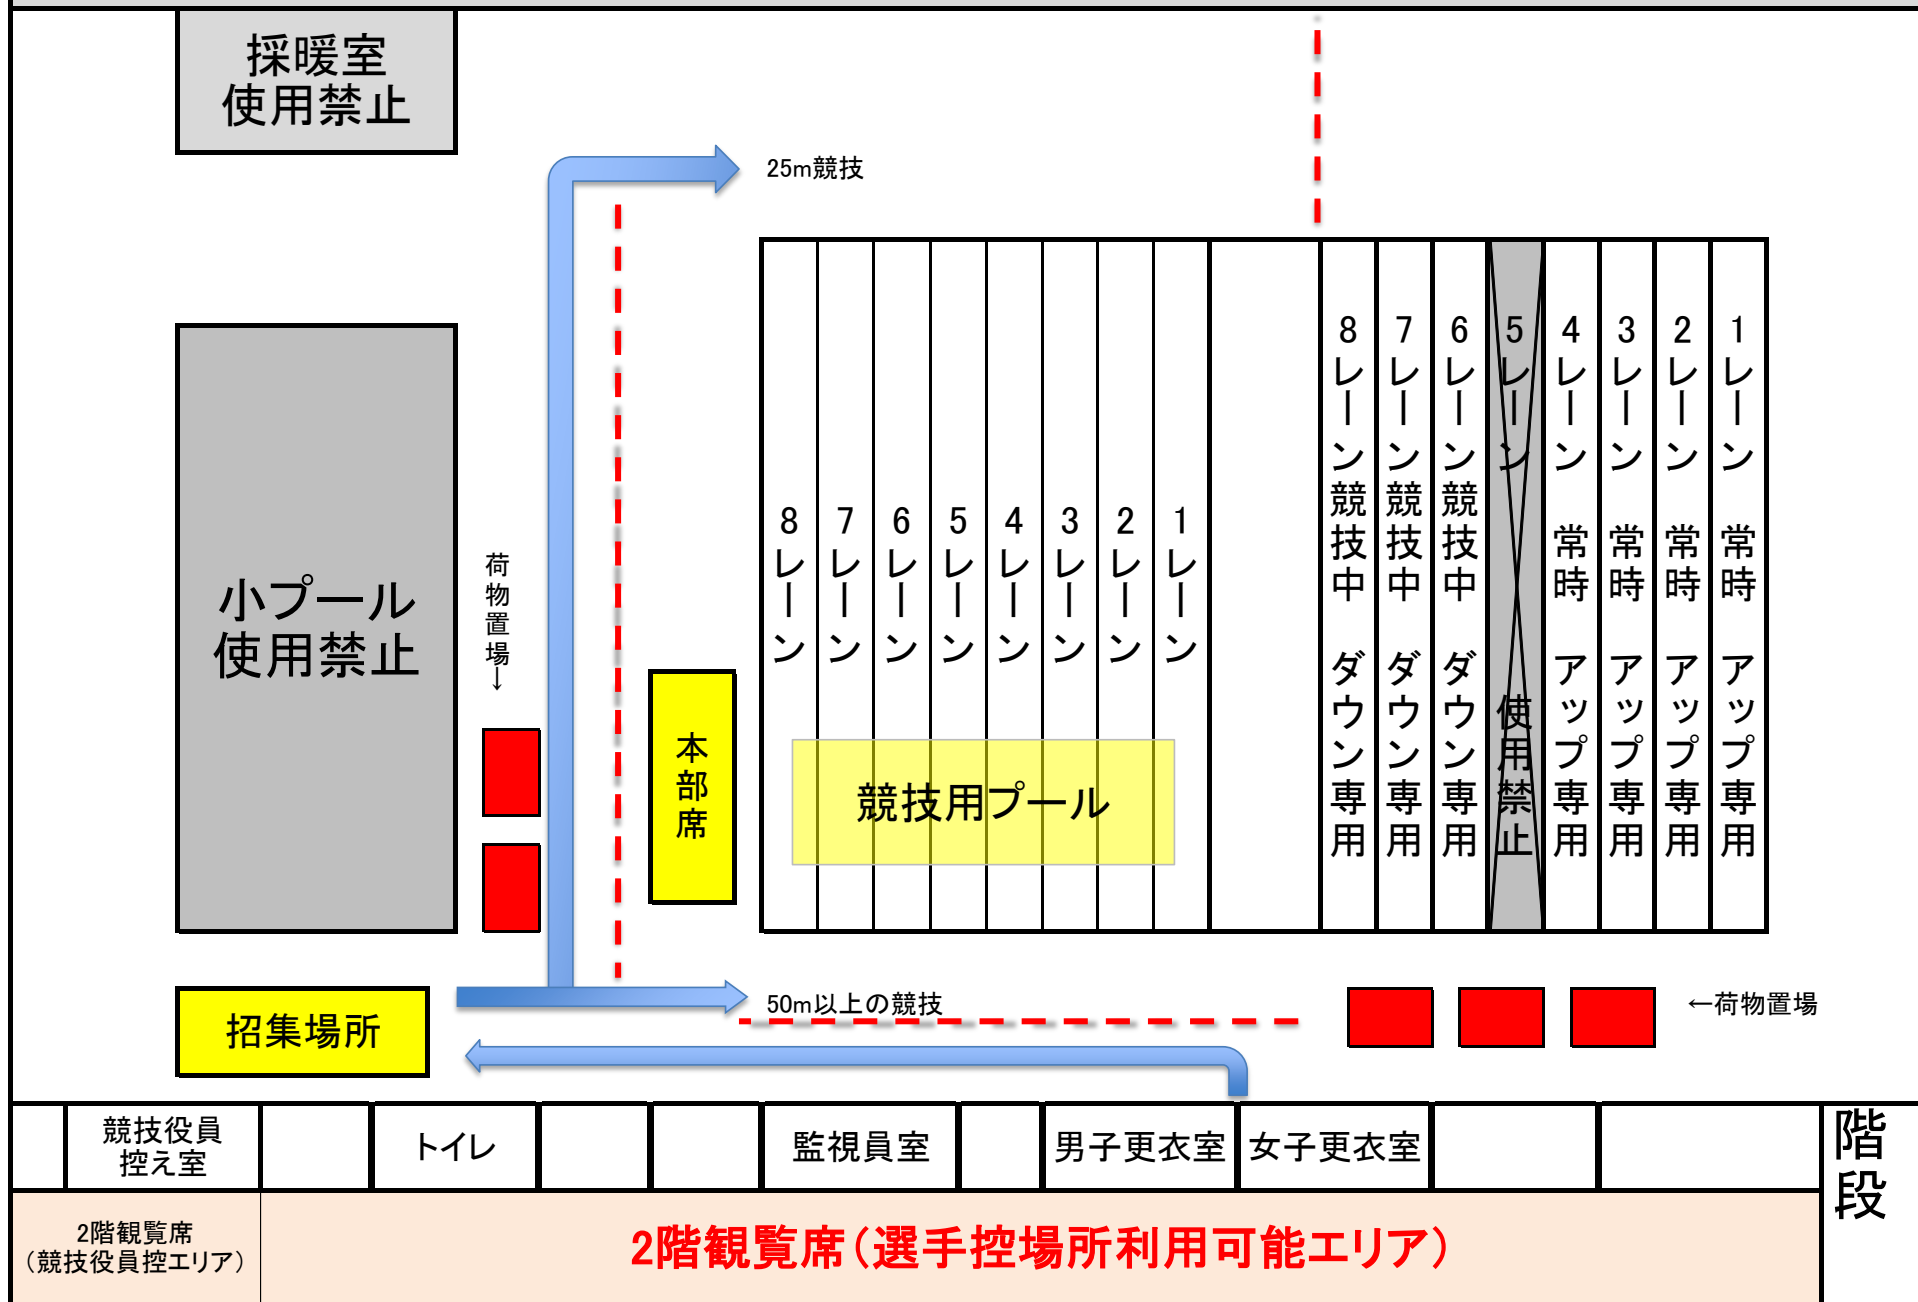 採暖室
使用禁止
25m競技
小プール
使用禁止
荷物置場→
本部席
8レーン
7レーン
6レーン
5レーン
4レーン
3レーン
2レーン
1レーン
競技用プール
8レーン競技中 ダウン専用
7レーン競技中 ダウン専用
6レーン競技中 ダウン専用
5レーン 使用禁止
4レーン 常時 アップ専用
3レーン 常時 アップ専用
2レーン 常時 アップ専用
1レーン 常時 アップ専用
招集場所
50m以上の競技
←荷物置場
競技役員
控え室
トイレ
監視員室
男子更衣室
女子更衣室
階段
2階観覧席
(競技役員控エリア)
2階観覧席(選手控場所利用可能エリア)